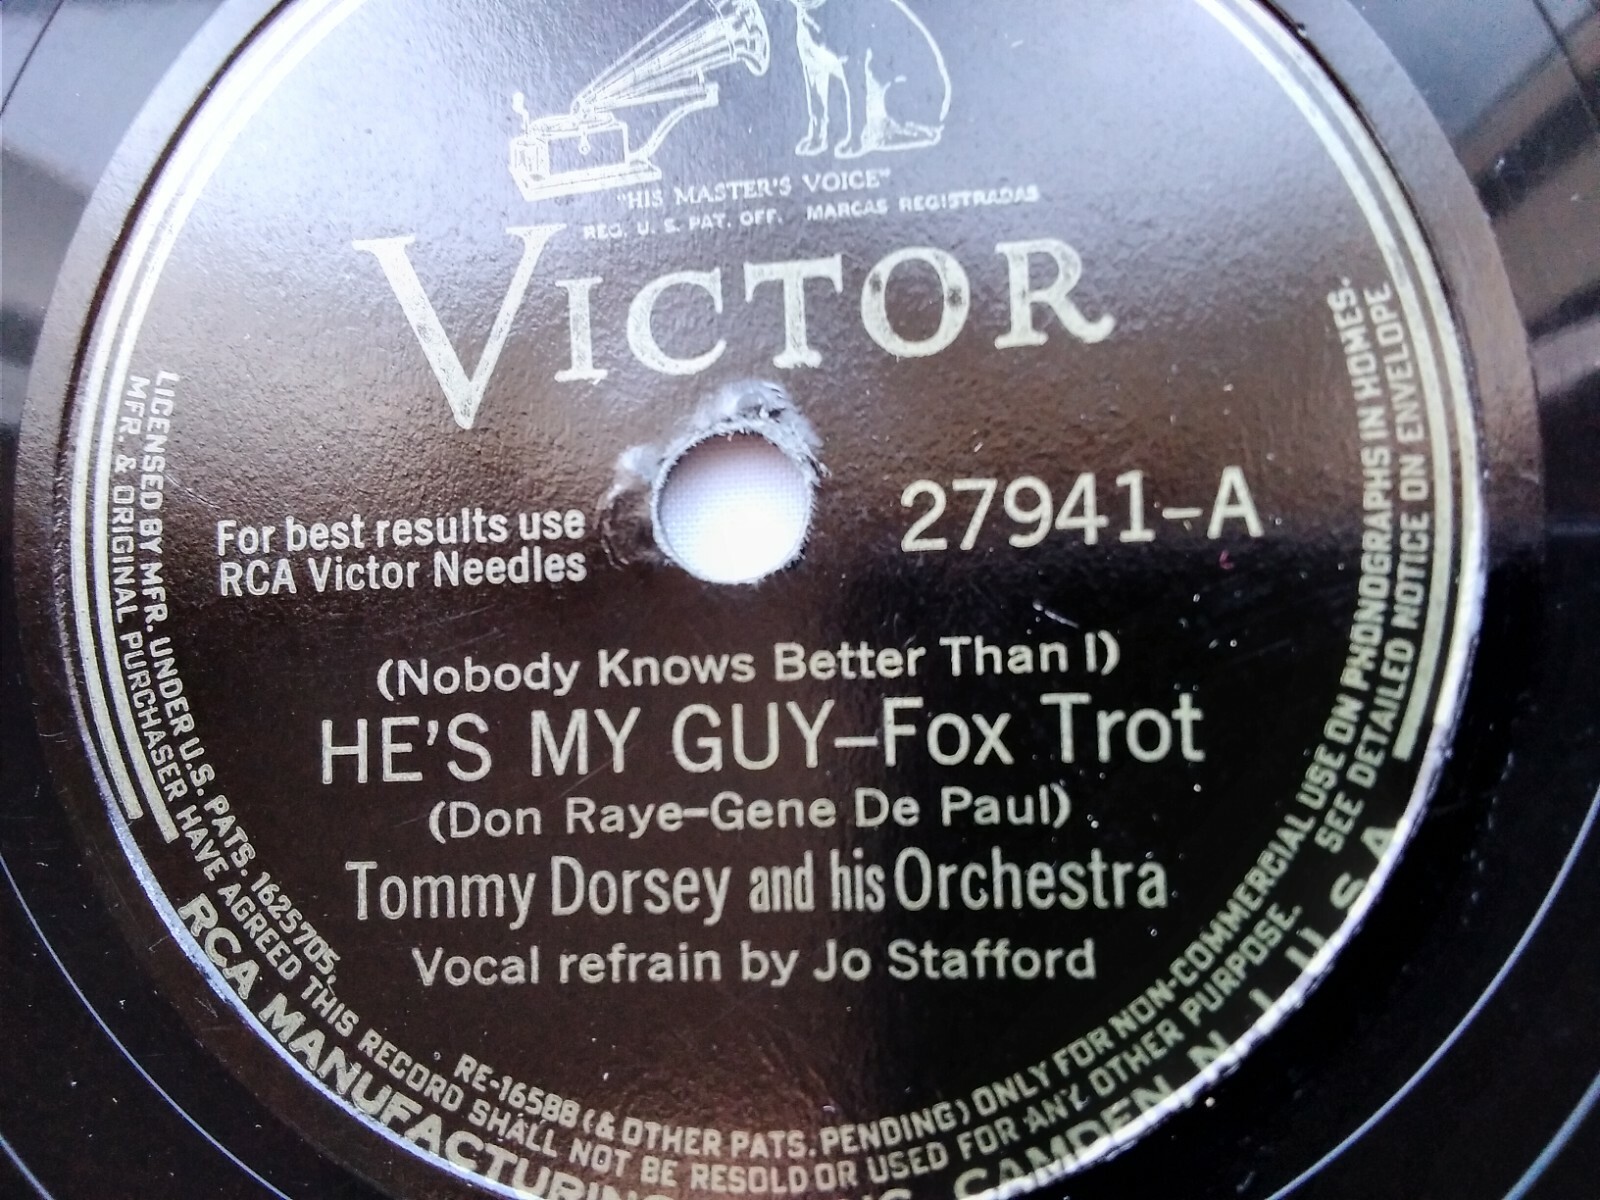 "HIS MASTER'S VOICE"
REG. U. S. PAT. OFF. MARCAS REGISTRADAS
VICTOR
For best results use
RCA Victor Needles
27941-A
(Nobody Knows Better Than I)
HE'S MY GUY–Fox Trot
(Don Raye–Gene De Paul)
Tommy Dorsey and his Orchestra
Vocal refrain by Jo Stafford
LICENSED BY MFR. UNDER U.S. PATS. 1625705, RE-16588 (& OTHER PATS. PENDING) ONLY FOR NON-COMMERCIAL USE ON PHONOGRAPHS IN HOMES.
MFR. & ORIGINAL PURCHASER HAVE AGREED THIS RECORD SHALL NOT BE RESOLD OR USED FOR ANY OTHER PURPOSE. SEE DETAILED NOTICE ON ENVELOPE
RCA MANUFACTURING CAMDEN, N. J., U. S. A.